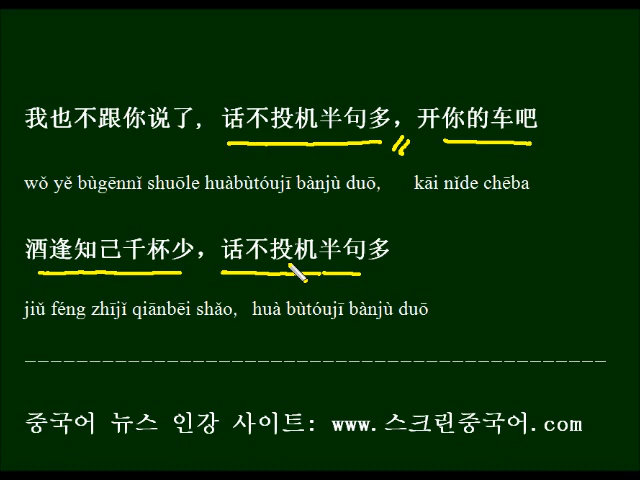 我也不跟你说了, 话不投机半句多，开你的车吧
wǒ yě bùgēnnǐ shuōle huàbùtóujī bànjù duō, kāi nǐde chēba
酒逢知己千杯少，话不投机半句多
jiǔ féng zhījǐ qiānbēi shǎo, huà bùtóujī bànjù duō
중국어 뉴스 인강 사이트: www.스크린중국어.com